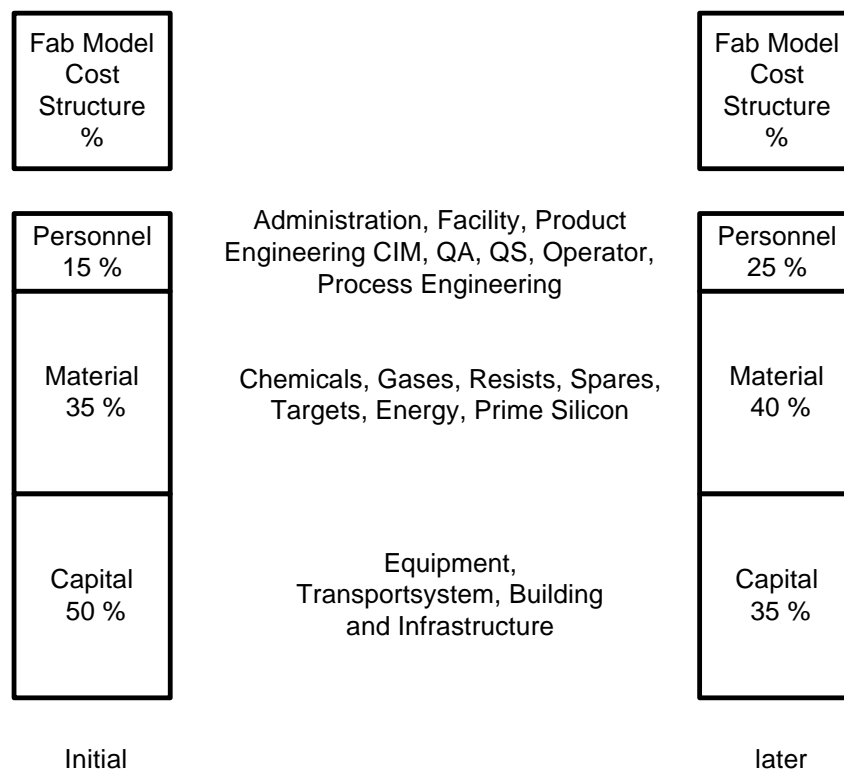 Fab Model
Cost
Structure
%
Fab Model
Cost
Structure
%
Personnel
15 %
Administration, Facility, Product
Engineering CIM, QA, QS, Operator,
Process Engineering
Personnel
25 %
Material
35 %
Chemicals, Gases, Resists, Spares,
Targets, Energy, Prime Silicon
Material
40 %
Capital
50 %
Equipment,
Transportsystem, Building
and Infrastructure
Capital
35 %
Initial
later